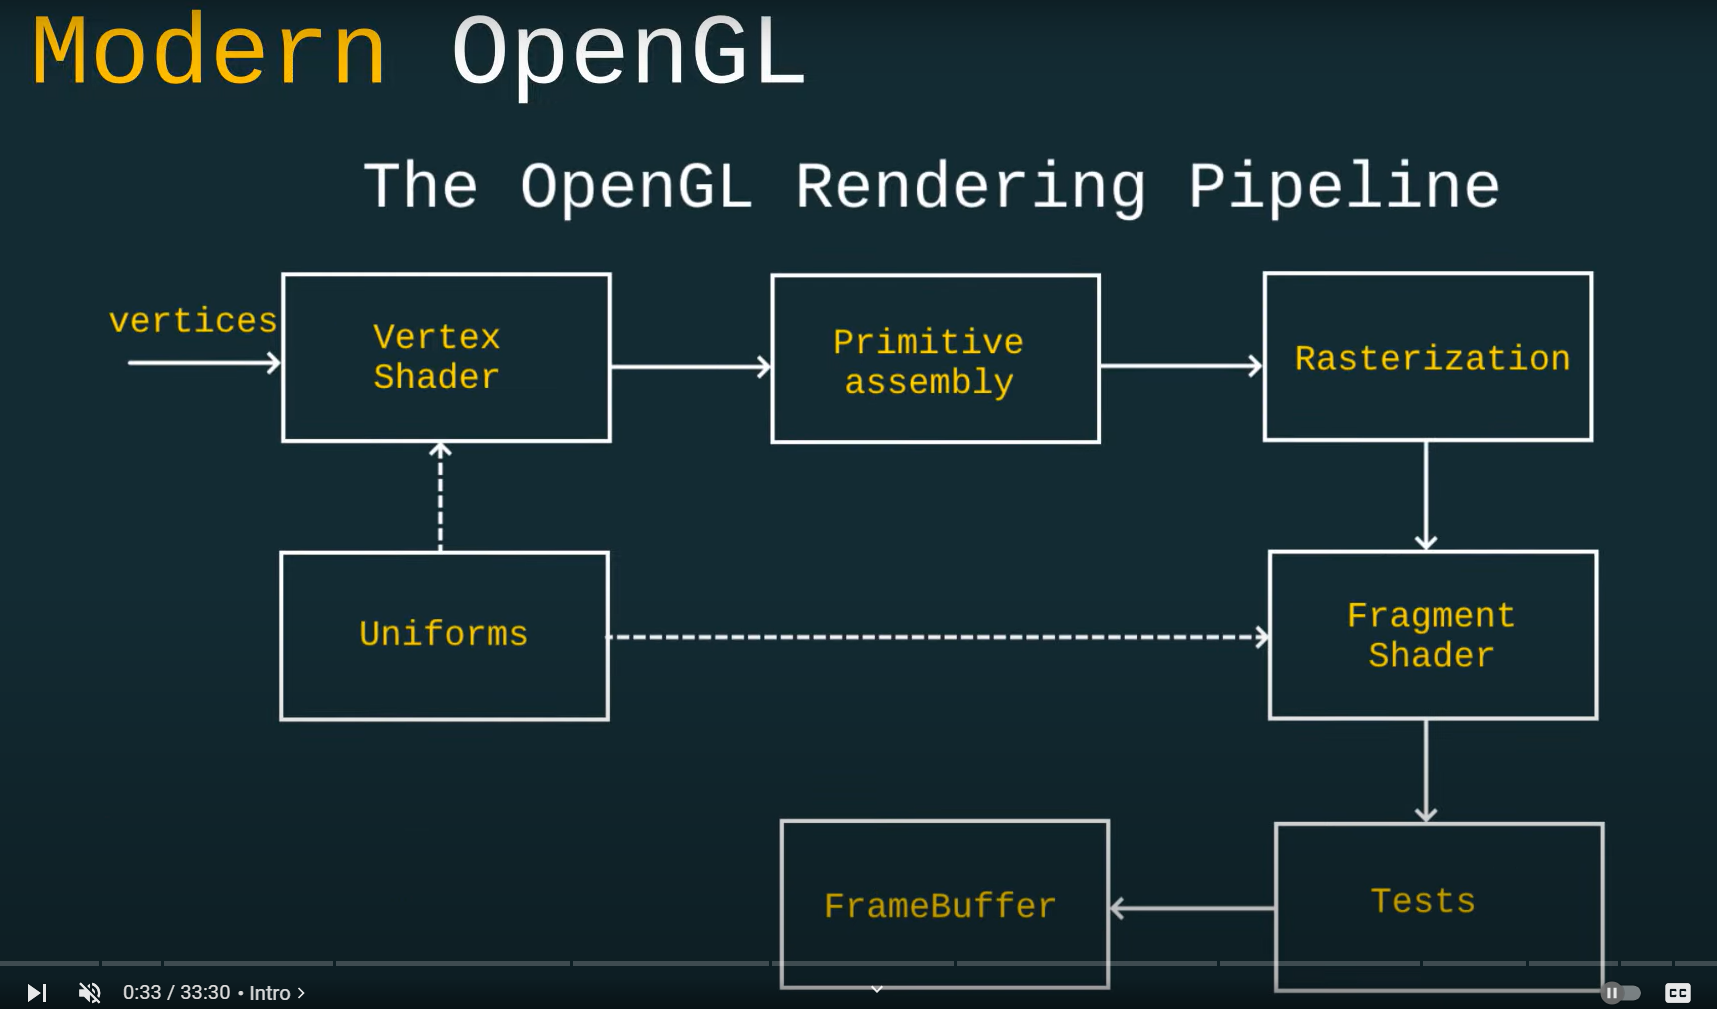 Modern OpenGL
The OpenGL Rendering Pipeline
vertices
Vertex
Shader
Primitive
assembly
Rasterization
Uniforms
Fragment
Shader
FrameBuffer
Tests
0:33 / 33:30 • Intro
CC